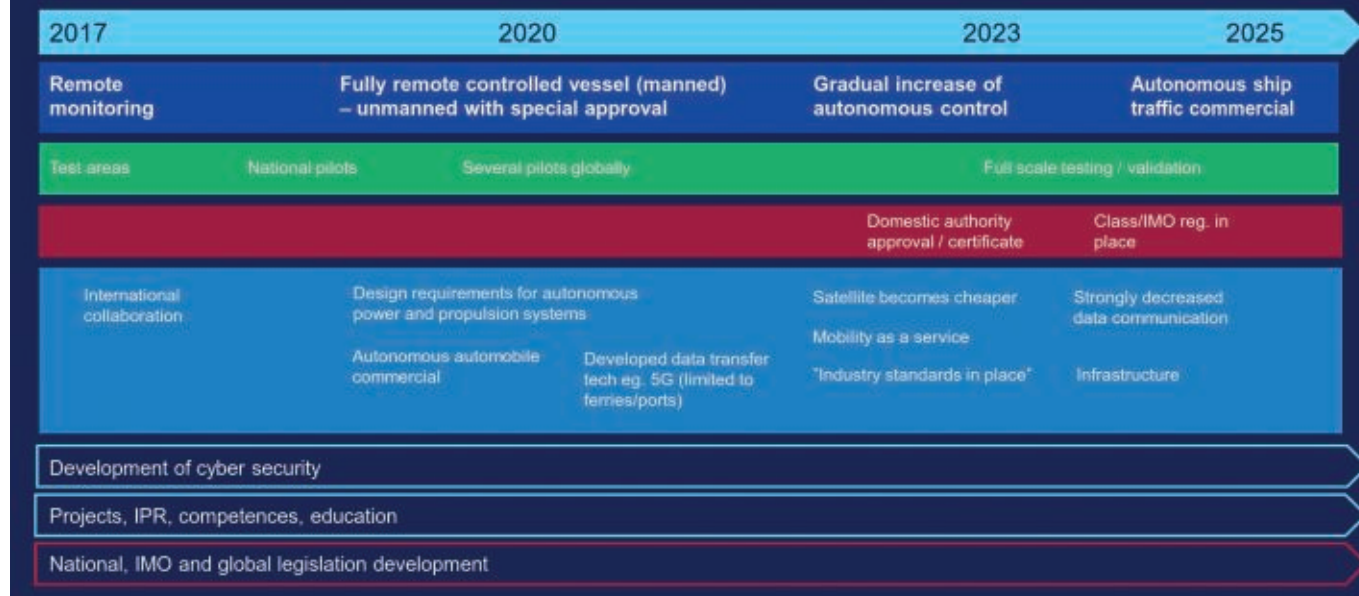 2017 2020 2023 2025
Remote
monitoring
Fully remote controlled vessel (manned)
– unmanned with special approval
Gradual increase of
autonomous control
Autonomous ship
traffic commercial
Test areas National pilots Several pilots globally Full scale testing / validation
Domestic authority
approval / certificate
Class/IMO reg. in
place
International
collaboration
Design requirements for autonomous
power and propulsion systems
Autonomous automobile
commercial
Developed data transfer
tech eg. 5G (limited to
ferries/ports)
Satellite becomes cheaper
Mobility as a service
"Industry standards in place"
Strongly decreased
data communication
Infrastructure
Development of cyber security
Projects, IPR, competences, education
National, IMO and global legislation development